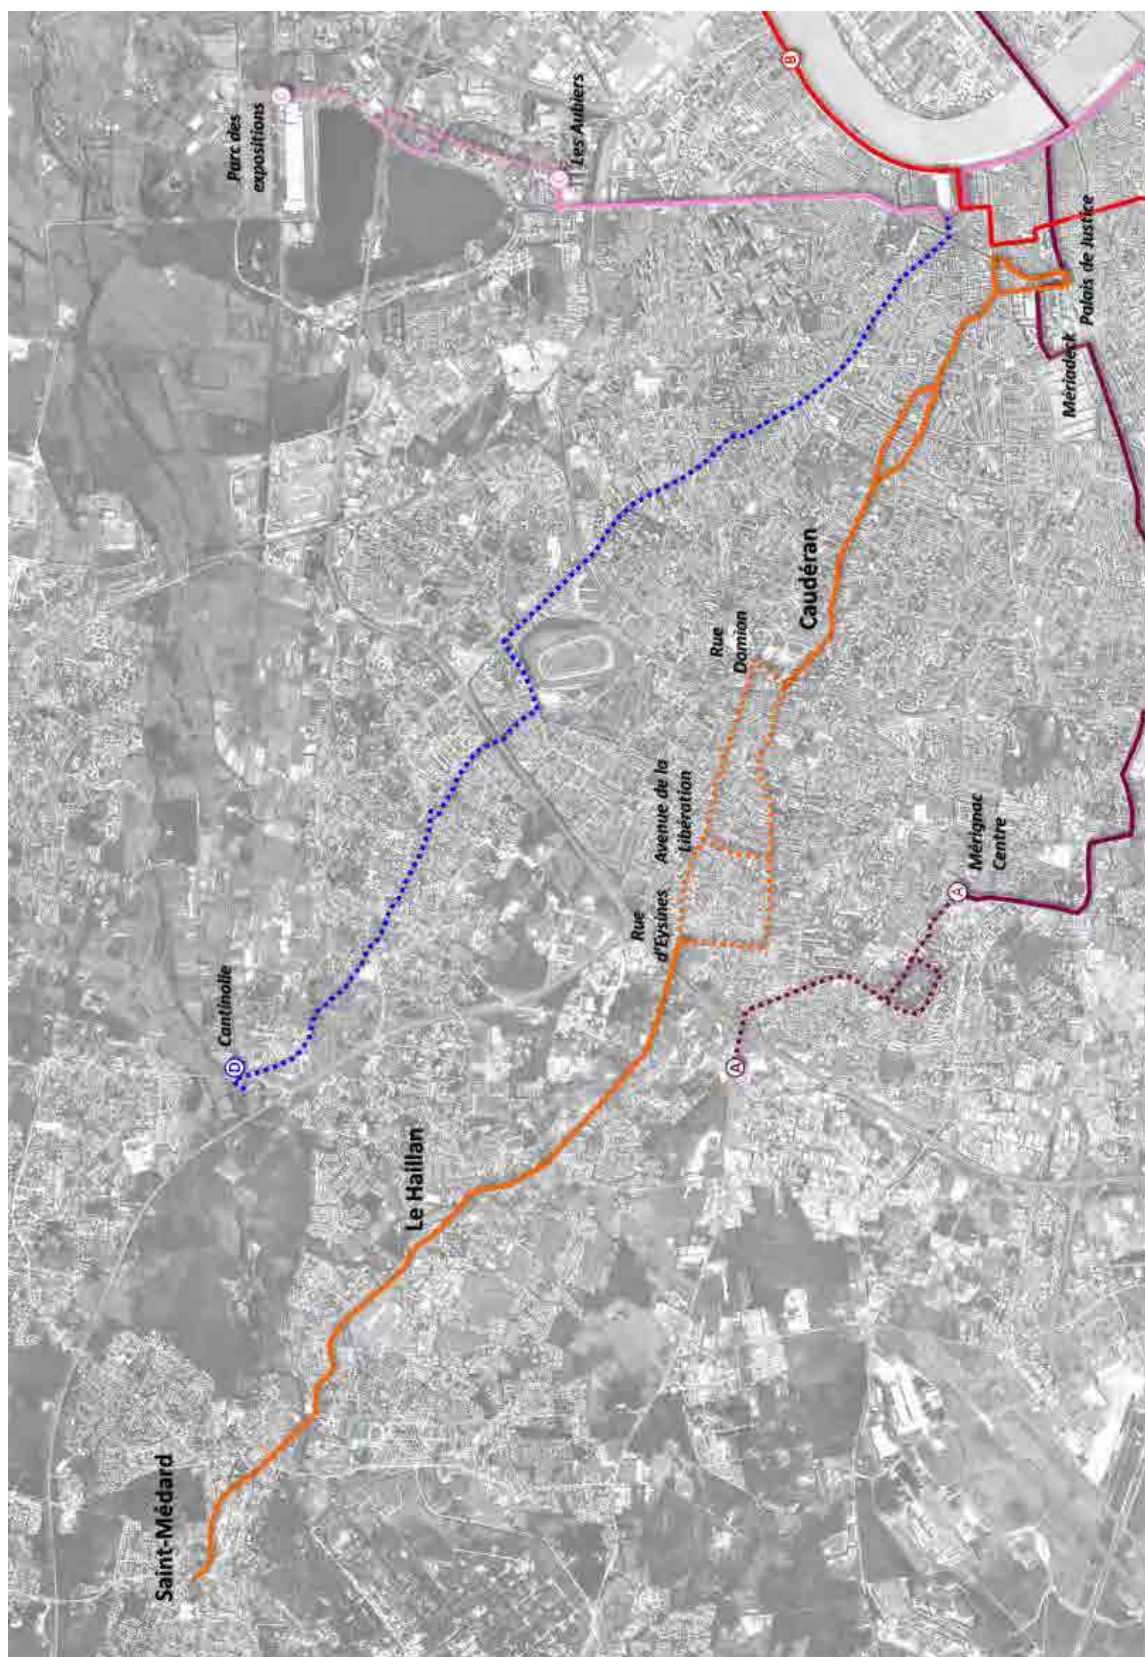 Saint-Médard
Le Haillan
D
Cantinolle
A
Rue
d'Eysines
Avenue de la
Libération
A
Mérignac
Centre
Rue
Domion
Caudéran
Parc des
expositions
C
C
Les Aubiers
Mériadeck
Palais de Justice
B